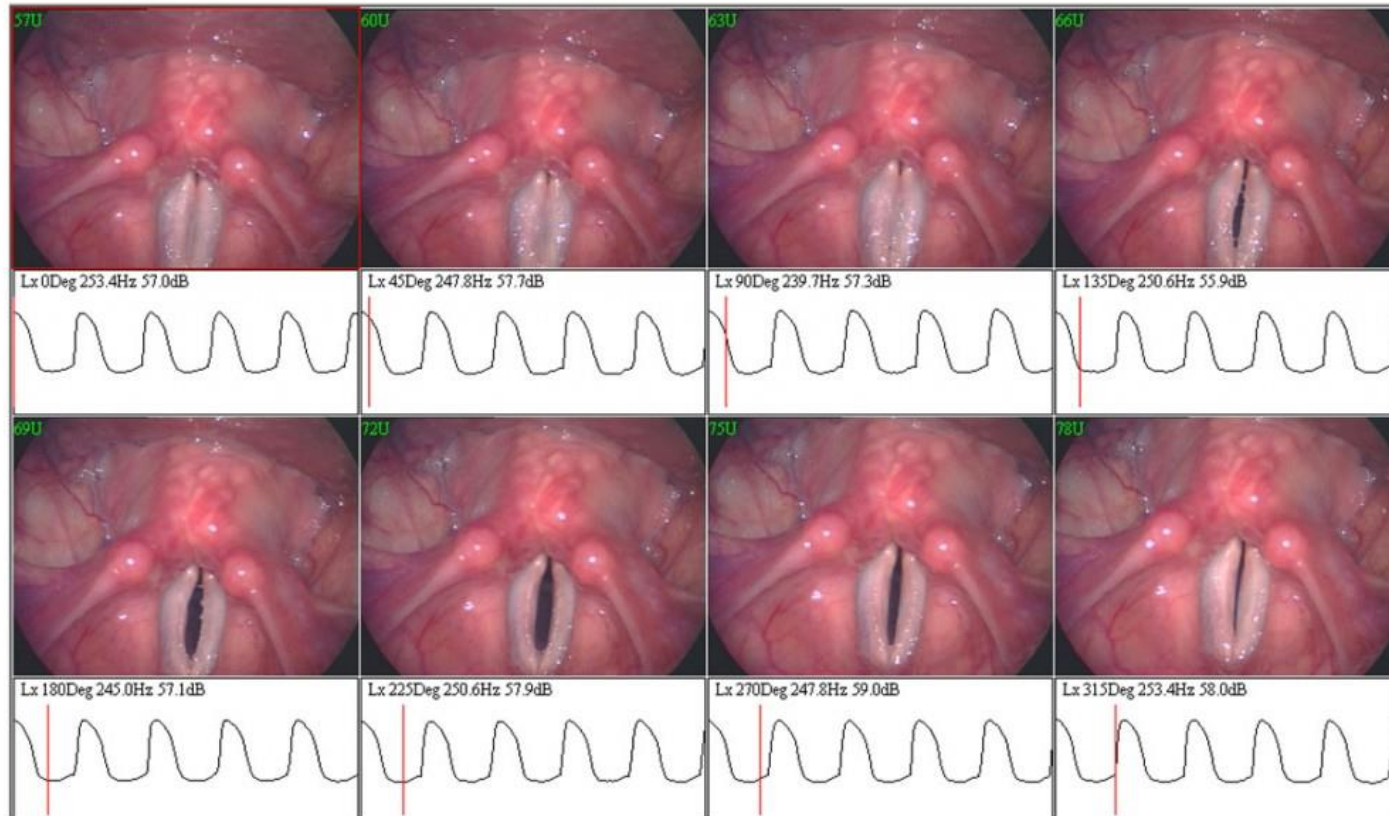 57U
60U
63U
66U
Lx 0Deg 253.4Hz 57.0dB
Lx 45Deg 247.8Hz 57.7dB
Lx 90Deg 239.7Hz 57.3dB
Lx 135Deg 250.6Hz 55.9dB
69U
72U
75U
78U
Lx 180Deg 245.0Hz 57.1dB
Lx 225Deg 250.6Hz 57.9dB
Lx 270Deg 247.8Hz 59.0dB
Lx 315Deg 253.4Hz 58.0dB